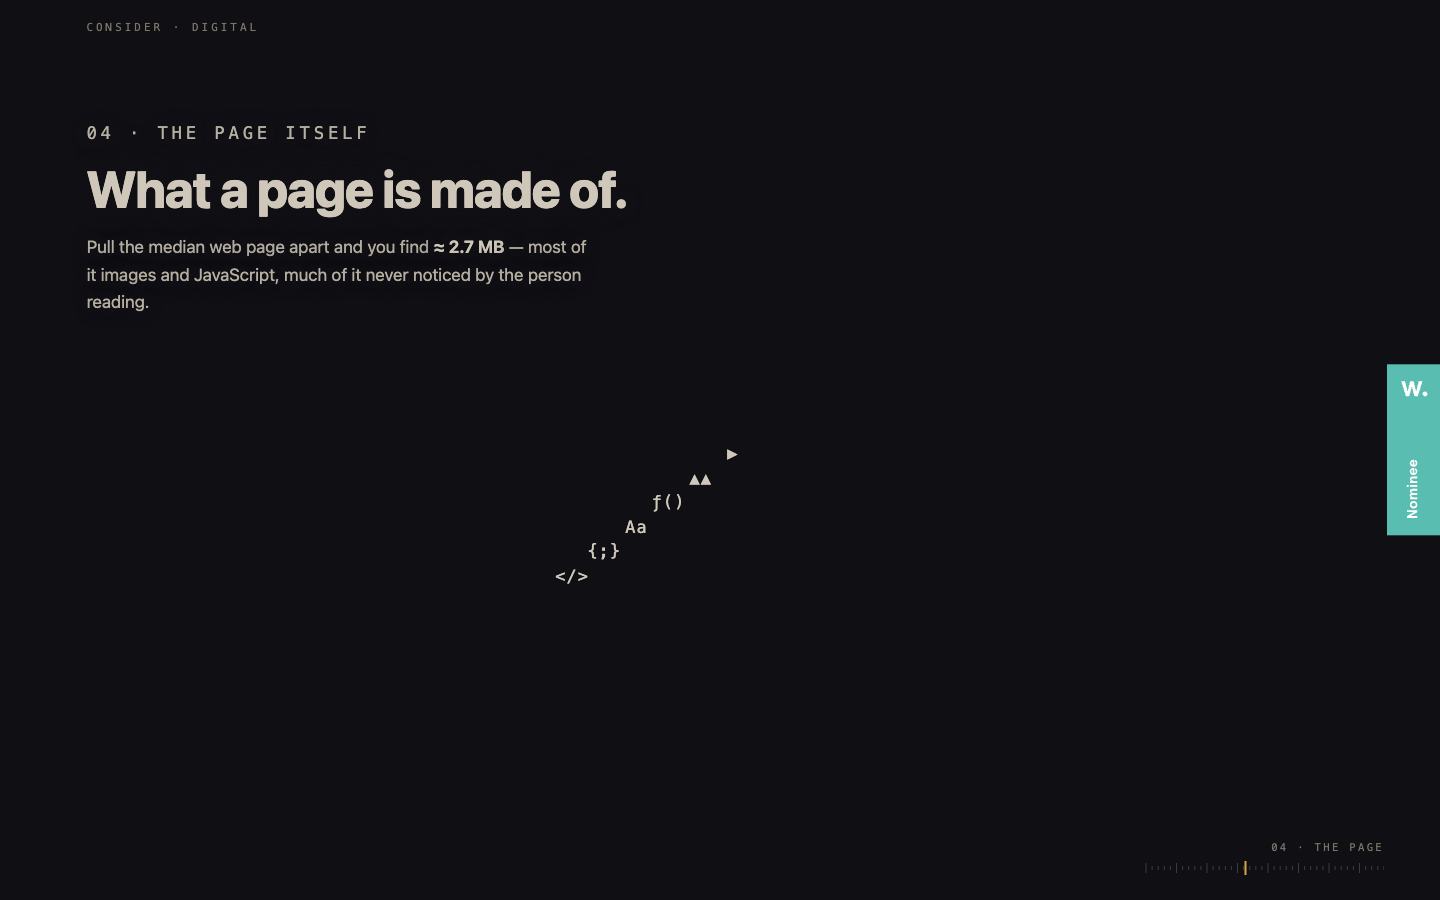 CONSIDER · DIGITAL
04 · THE PAGE ITSELF
What a page is made of.
Pull the median web page apart and you find ≈ 2.7 MB — most of
it images and JavaScript, much of it never noticed by the person
reading.
W.
Nominee
▶
▲▲
ƒ()
Aa
{;}
</>
04 · THE PAGE